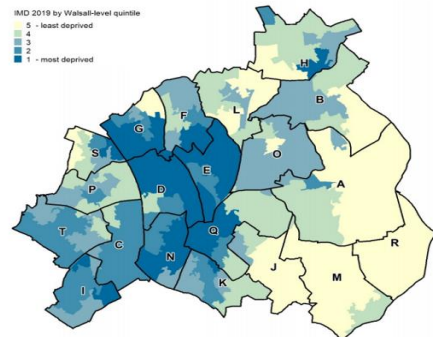 IMD 2019 by Walsall-level quintile
5 - least deprived
4
3
2
1 - most deprived
H
B
L
F
G
S
O
E
P
D
A
T
C
Q
R
N
J
M
I
K